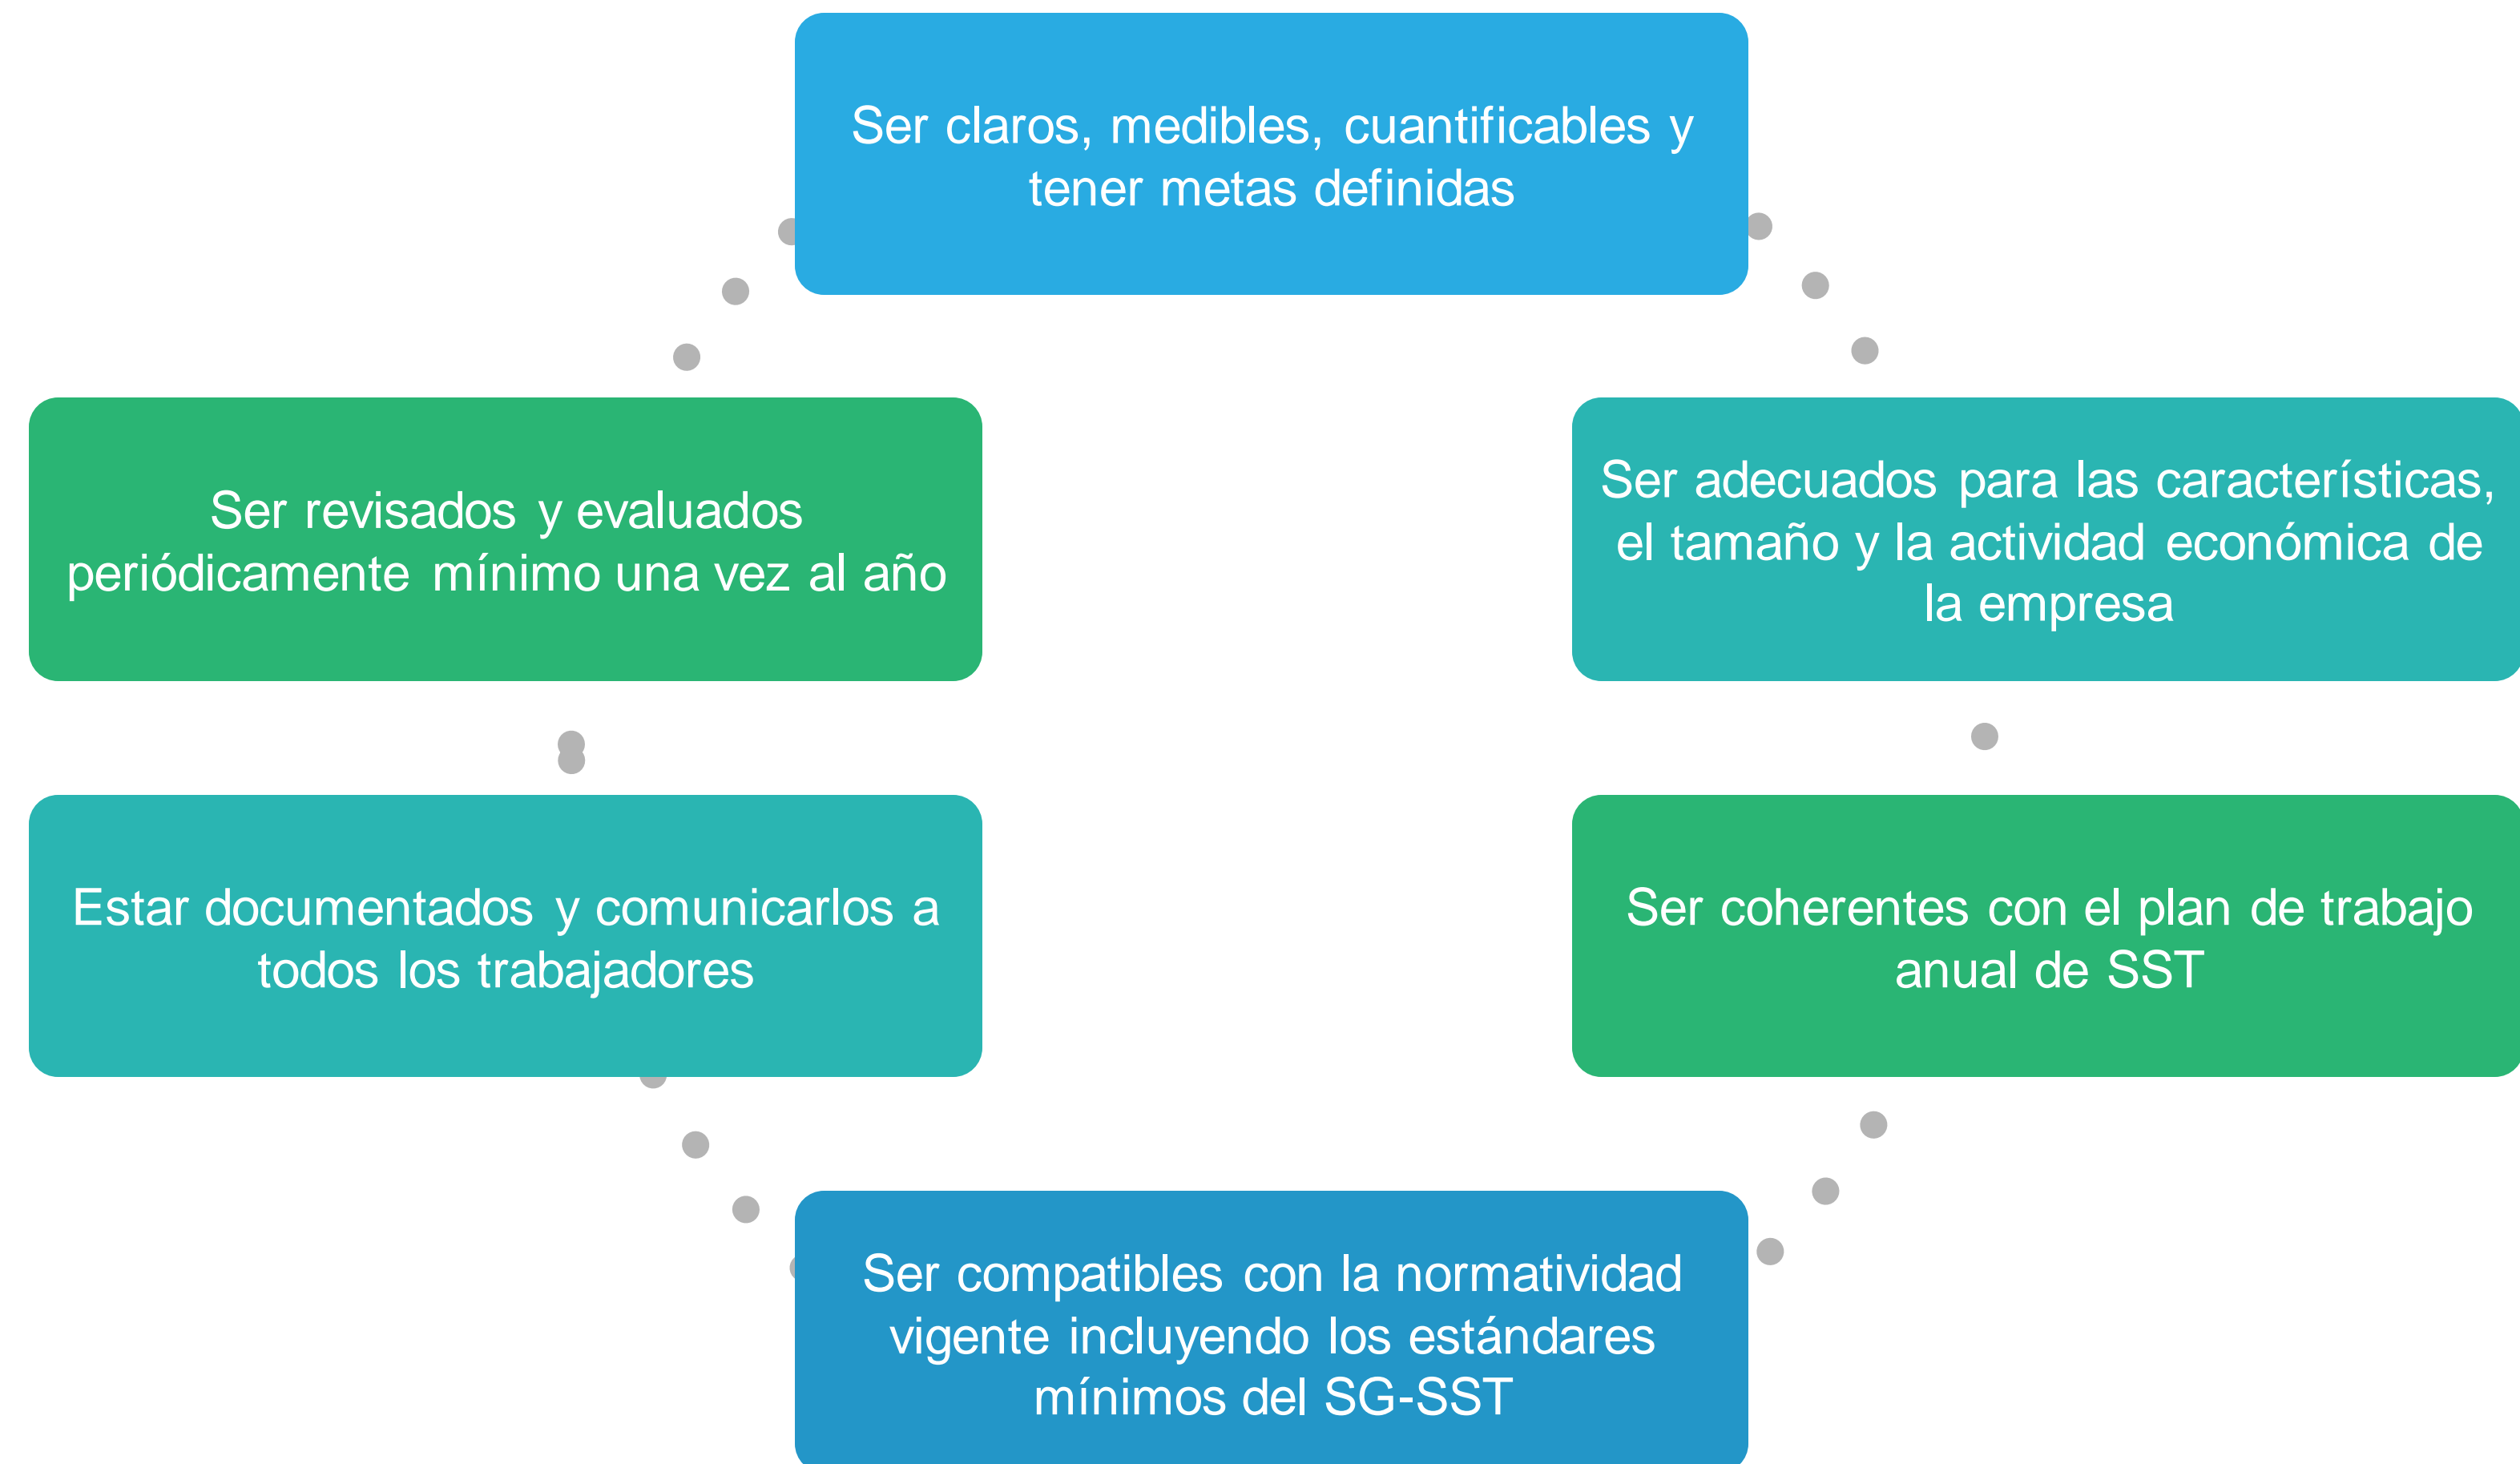 Ser claros, medibles, cuantificables y
tener metas definidas
Ser adecuados para las características,
el tamaño y la actividad económica de
la empresa
Ser coherentes con el plan de trabajo
anual de SST
Ser compatibles con la normatividad
vigente incluyendo los estándares
mínimos del SG-SST
Estar documentados y comunicarlos a
todos los trabajadores
Ser revisados y evaluados
periódicamente mínimo una vez al año